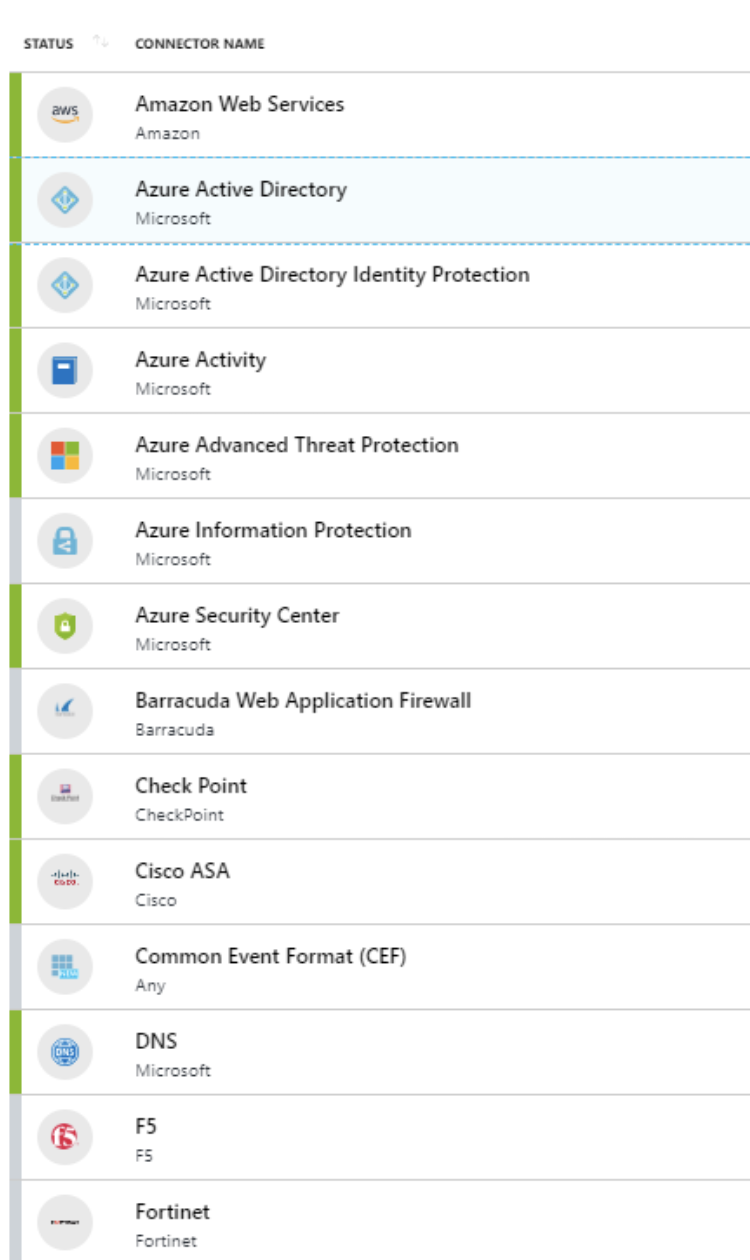 STATUS CONNECTOR NAME
aws
Amazon Web Services
Amazon
Azure Active Directory
Microsoft
Azure Active Directory Identity Protection
Microsoft
Azure Activity
Microsoft
Azure Advanced Threat Protection
Microsoft
Azure Information Protection
Microsoft
Azure Security Center
Microsoft
Barracuda Web Application Firewall
Barracuda
Check Point
CheckPoint
CISCO.
Cisco ASA
Cisco
NEW
Common Event Format (CEF)
Any
DNS
DNS
Microsoft
f5
F5
F5
Fortinet
Fortinet